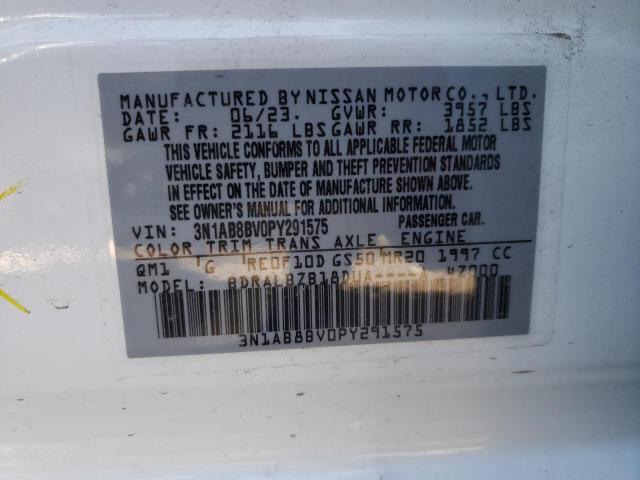 MANUFACTURED BY NISSAN MOTOR CO., LTD.
DATE: 06/23. GVWR: 3957 LBS
GAWR FR: 2116 LBS GAWR RR: 1852 LBS
THIS VEHICLE CONFORMS TO ALL APPLICABLE FEDERAL MOTOR
VEHICLE SAFETY, BUMPER AND THEFT PREVENTION STANDARDS
IN EFFECT ON THE DATE OF MANUFACTURE SHOWN ABOVE.
SEE OWNER'S MANUAL FOR ADDITIONAL INFORMATION.
VIN: 3N1AB8BV0PY291575 PASSENGER CAR.
COLOR TRIM TRANS AXLE ENGINE
QM1 G RE0F10D GS50 MR20 1997 CC
MODEL: BDRALBZB18DUA-----
3N1AB8BV0PY291575